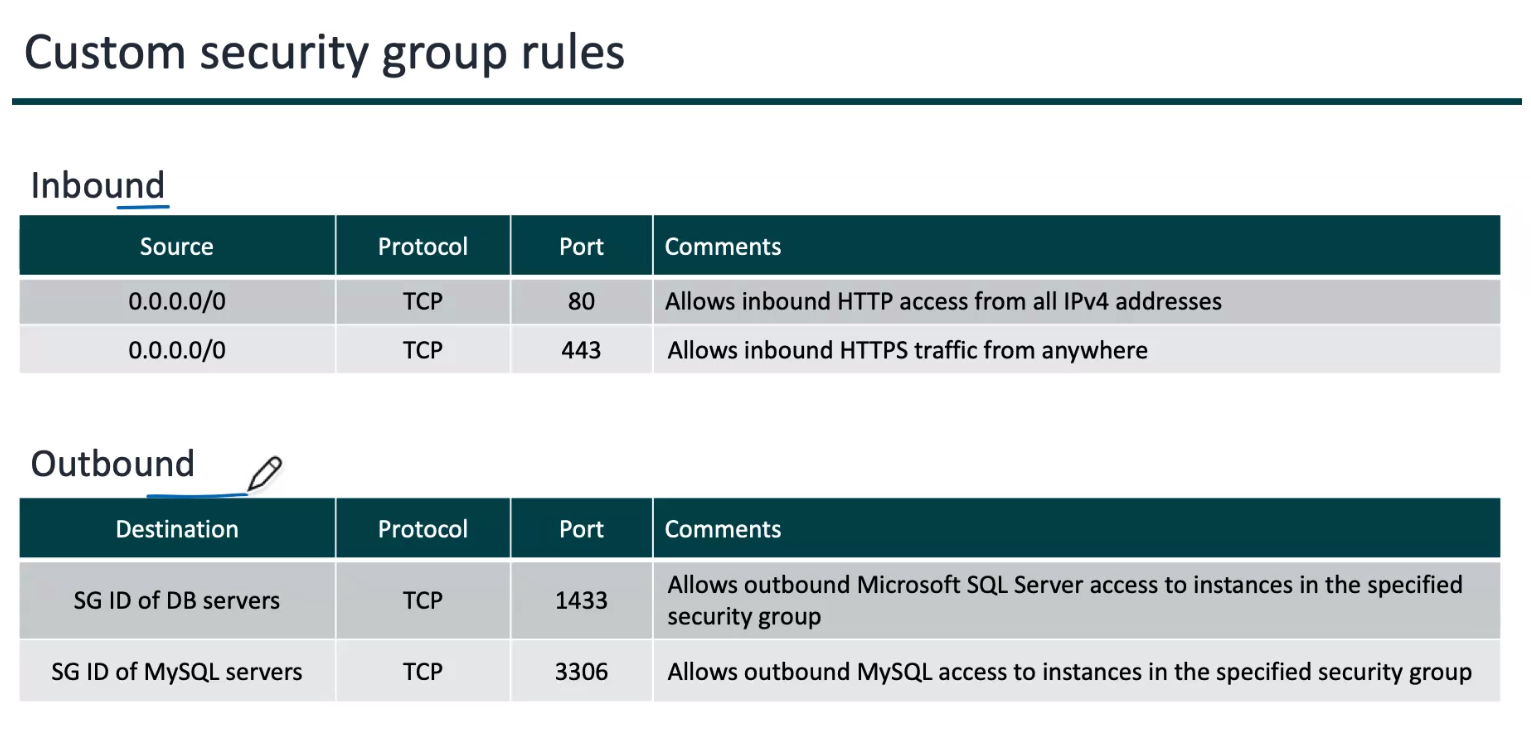 Custom security group rules
Inbound
Source Protocol Port Comments
0.0.0.0/0 TCP 80 Allows inbound HTTP access from all IPv4 addresses
0.0.0.0/0 TCP 443 Allows inbound HTTPS traffic from anywhere
Outbound
Destination Protocol Port Comments
SG ID of DB servers TCP 1433 Allows outbound Microsoft SQL Server access to instances in the specified
security group
SG ID of MySQL servers TCP 3306 Allows outbound MySQL access to instances in the specified security group